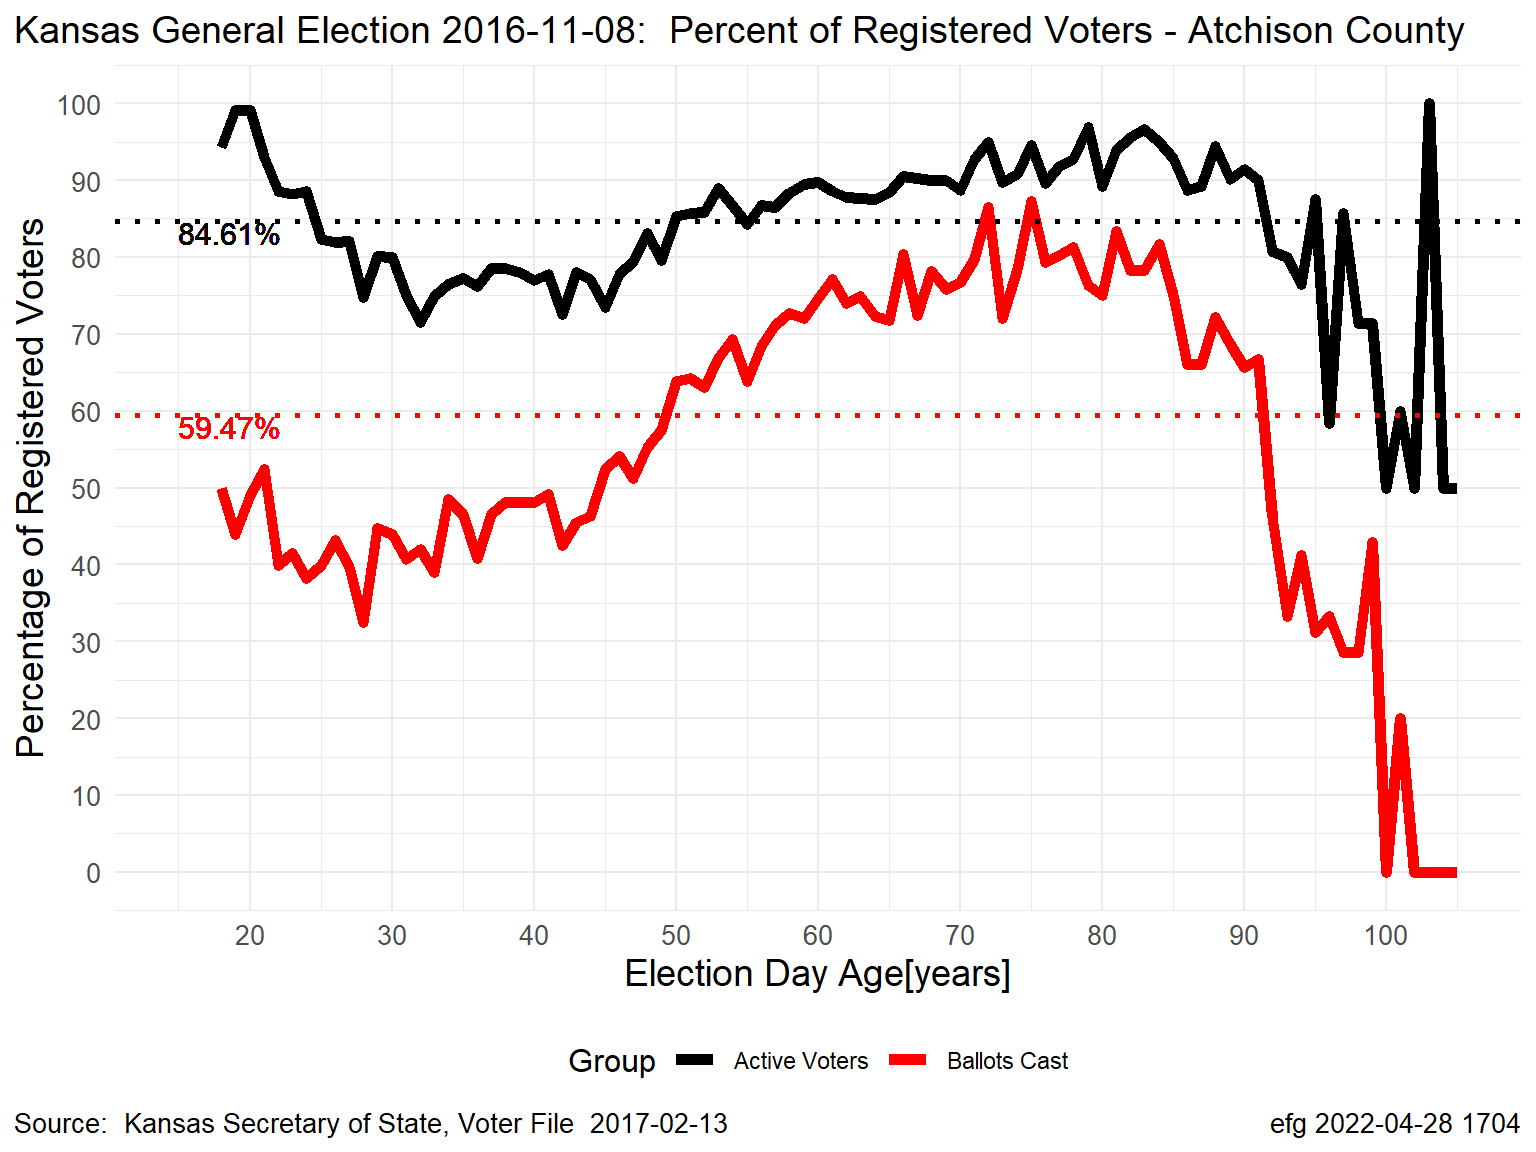 Kansas General Election 2016-11-08:  Percent of Registered Voters - Atchison County
Percentage of Registered Voters
100
90
80
70
60
50
40
30
20
10
0
84.61%
59.47%
20 30 40 50 60 70 80 90 100
Election Day Age[years]
Group Active Voters Ballots Cast
Source:  Kansas Secretary of State, Voter File  2017-02-13
efg 2022-04-28 1704